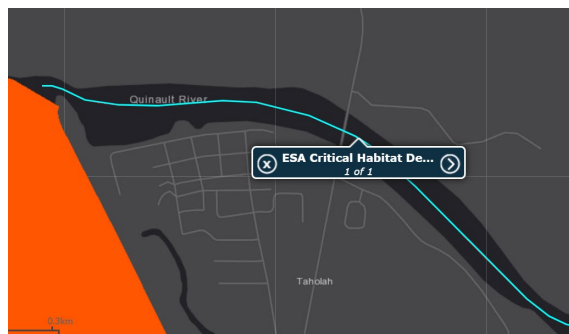 Quinault River
x ESA Critical Habitat De...
1 of 1
Taholah
0.3km